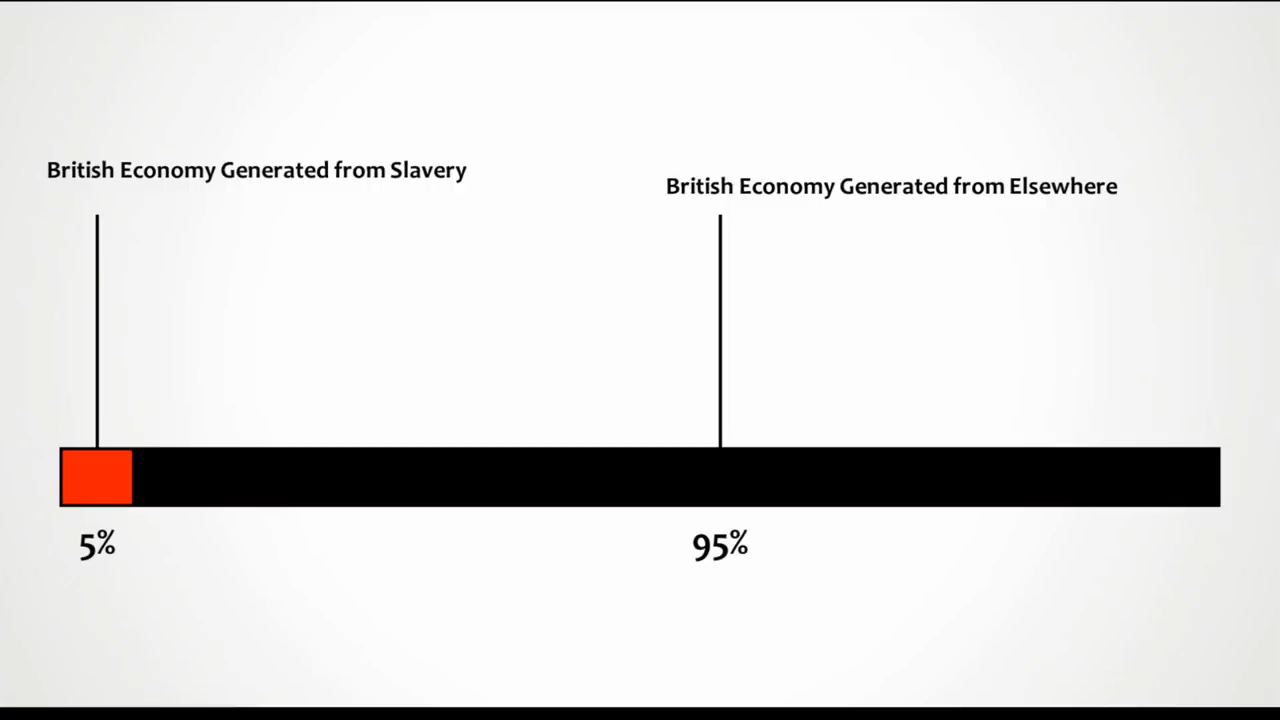 British Economy Generated from Slavery
British Economy Generated from Elsewhere
5%
95%